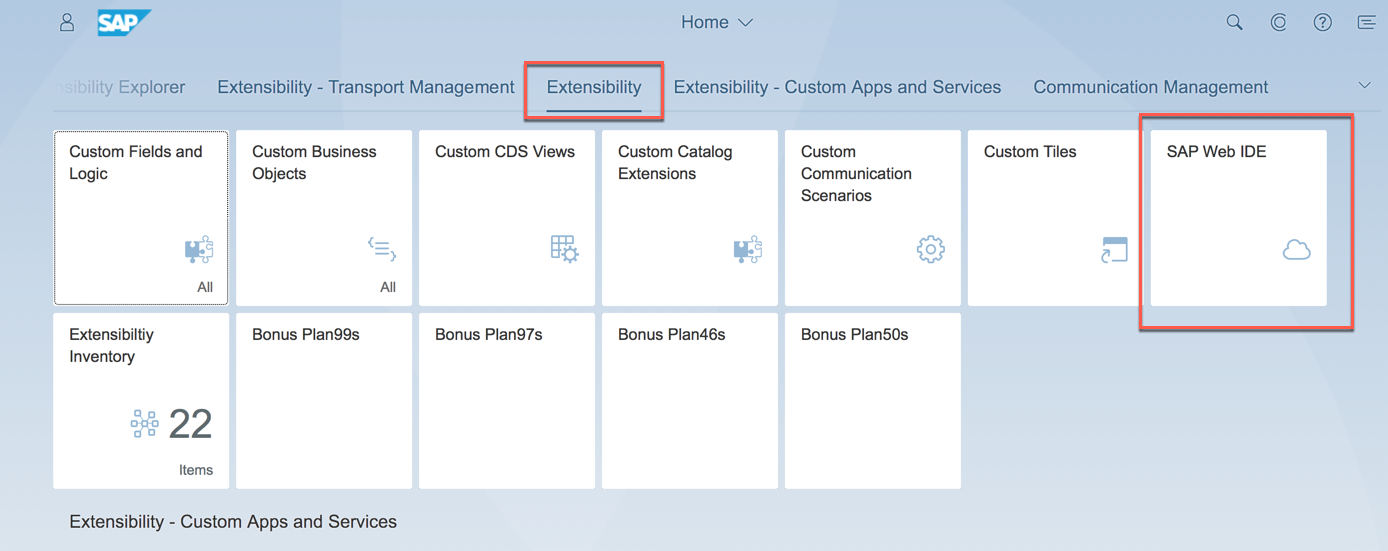 SAP
Home
sibility Explorer
Extensibility - Transport Management
Extensibility
Extensibility - Custom Apps and Services
Communication Management
Custom Fields and
Logic
All
Custom Business
Objects
All
Custom CDS Views
Custom Catalog
Extensions
Custom
Communication
Scenarios
Custom Tiles
SAP Web IDE
Extensibiltiy
Inventory
22
Items
Bonus Plan99s
Bonus Plan97s
Bonus Plan46s
Bonus Plan50s
Extensibility - Custom Apps and Services